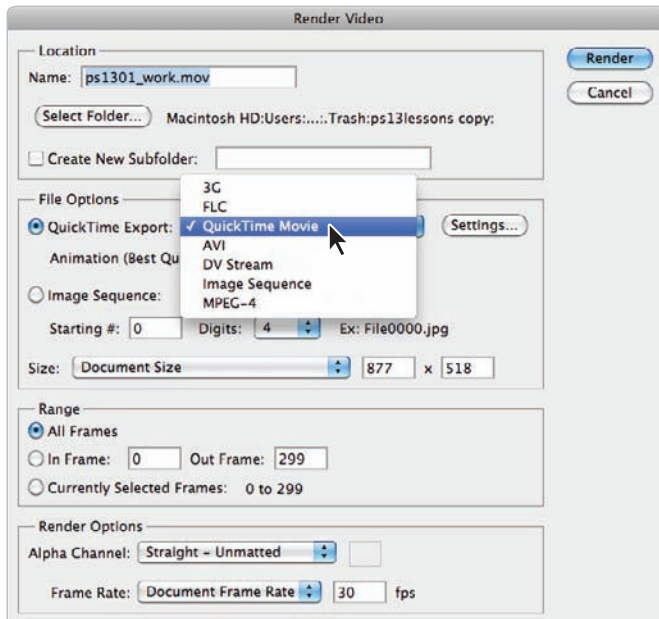 Render Video
Location
Name: ps1301_work.mov
Render
Cancel
Select Folder... Macintosh HD:Users:...:.Trash:ps13lessons copy:
Create New Subfolder:
File Options
QuickTime Export:
3G
FLC
✓ QuickTime Movie
AVI
DV Stream
Image Sequence
MPEG-4
Settings...
Animation (Best Qu
Image Sequence:
Starting #: 0 Digits: 4 Ex: File0000.jpg
Size: Document Size 877 x 518
Range
All Frames
In Frame: 0 Out Frame: 299
Currently Selected Frames: 0 to 299
Render Options
Alpha Channel: Straight - Unmatted
Frame Rate: Document Frame Rate 30 fps